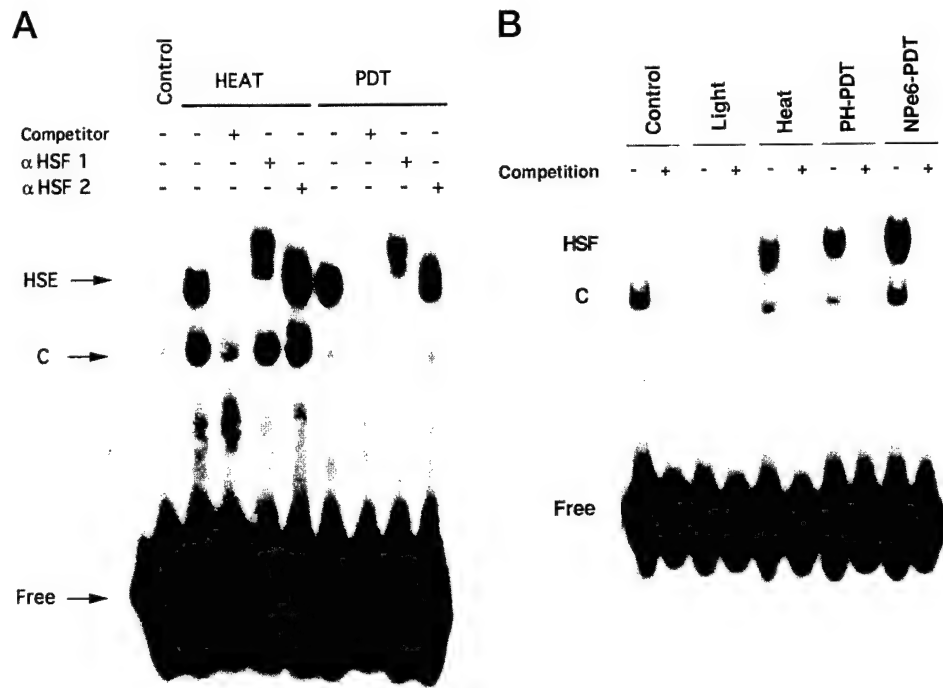 A
Control
HEAT
PDT
Competitor - - + - - - + - -
α HSF 1 - - - + - - - + -
α HSF 2 - - - - + - - - +
HSE
C
Free
B
Control
Light
Heat
PH-PDT
NPe6-PDT
Competition - + - + - + - + - +
HSF
C
Free